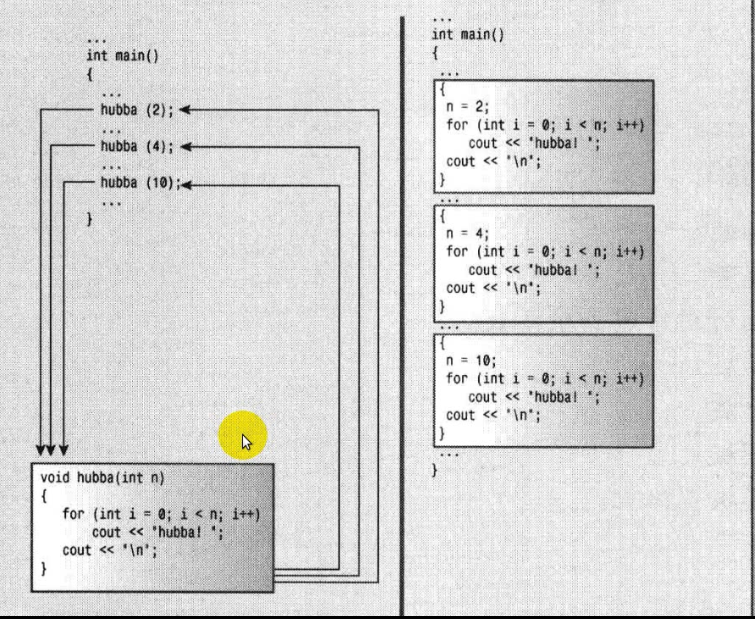 ...
int main()
{
...
hubba (2);
...
hubba (4);
...
hubba (10);
...
}
void hubba(int n)
{
for (int i = 0; i < n; i++)
cout << "hubba! ";
cout << '\n';
}
...
int main()
{
...
{
n = 2;
for (int i = 0; i < n; i++)
cout << "hubba! ";
cout << "\n";
}
...
{
n = 4;
for (int i = 0; i < n; i++)
cout << "hubba! ";
cout << "\n";
}
...
{
n = 10;
for (int i = 0; i < n; i++)
cout << "hubba! ";
cout << "\n";
}
...
}